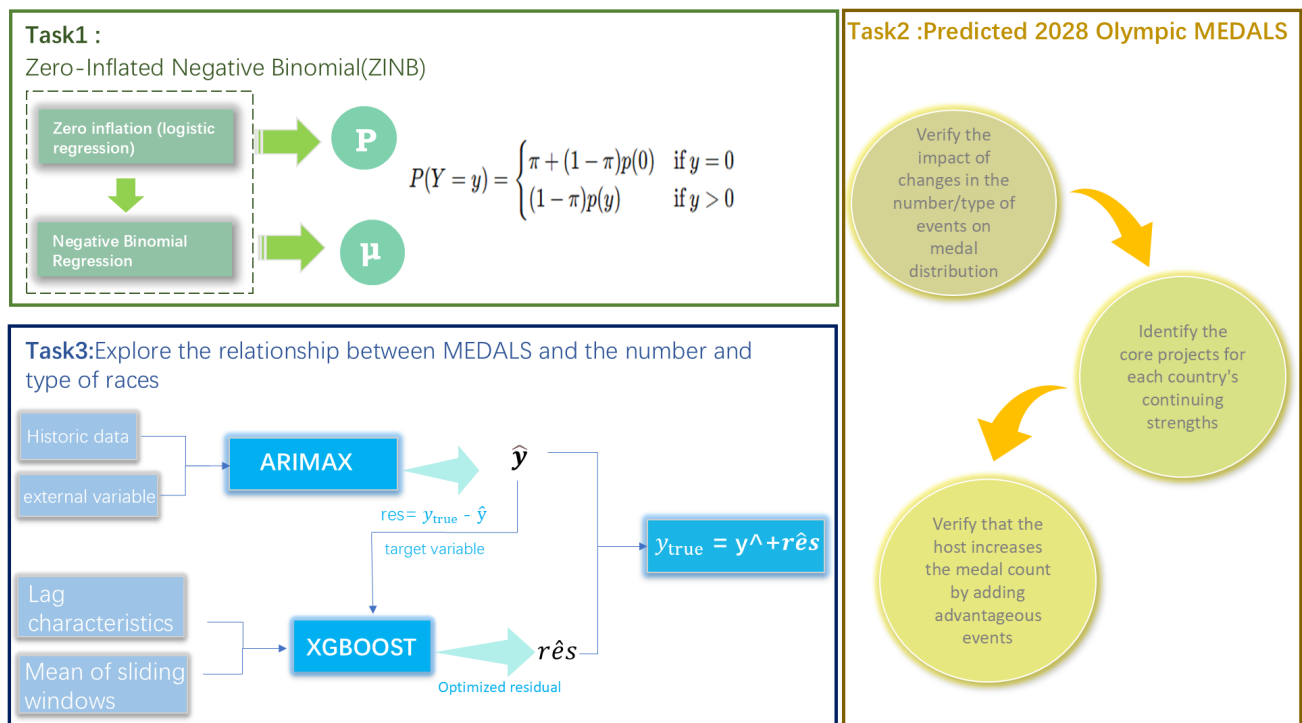 Task1 :
Zero-Inflated Negative Binomial(ZINB)
Zero inflation (logistic
regression)
P
Negative Binomial
Regression
μ
P(Y = y) = { π + (1 − π)p(0) if y = 0
(1 − π)p(y) if y > 0
Task2 :Predicted 2028 Olympic MEDALS
Verify the
impact of
changes in the
number/type of
events on
medal
distribution
Identify the
core projects for
each country's
continuing
strengths
Verify that the
host increases
the medal count
by adding
advantageous
events
Task3:Explore the relationship between MEDALS and the number and
type of races
Historic data
external variable
ARIMAX
ŷ
res= y_true - ŷ
target variable
Lag
characteristics
Mean of sliding
windows
XGBOOST
rês
Optimized residual
y_true = y^+rês